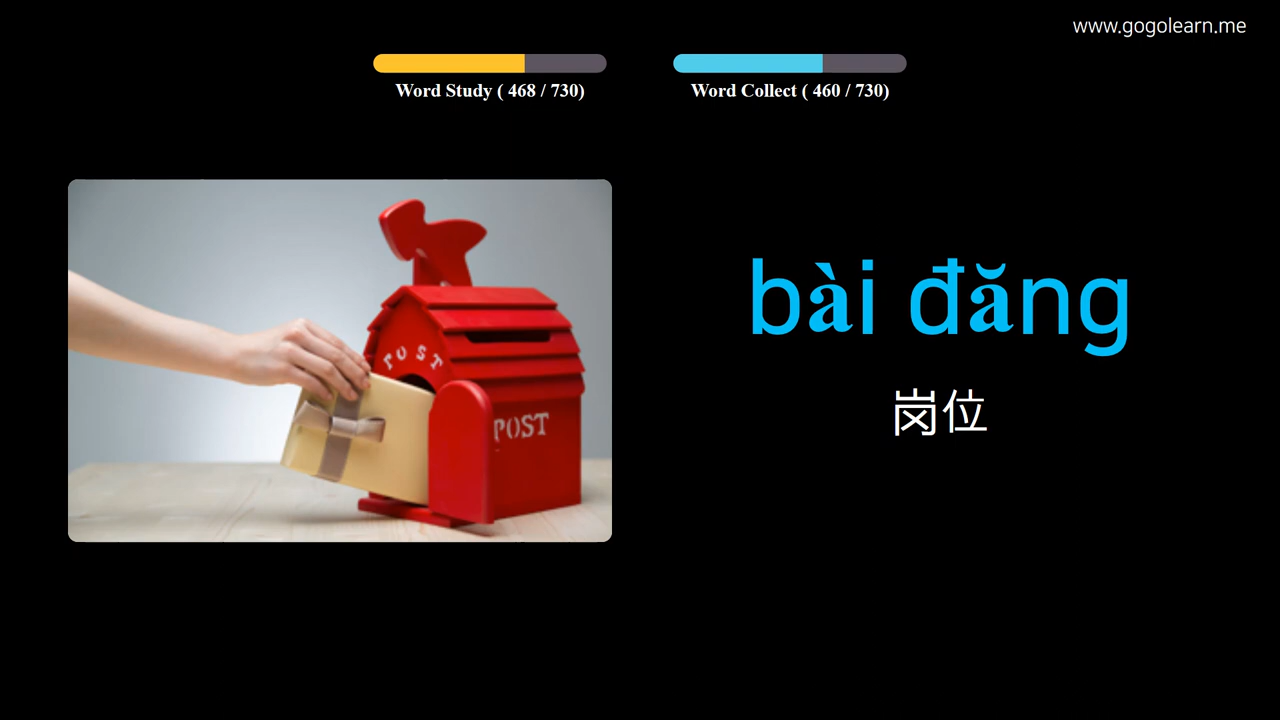 www.gogolearn.me
Word Study ( 468 / 730)
Word Collect ( 460 / 730)
POST
POST
bài đăng
岗位